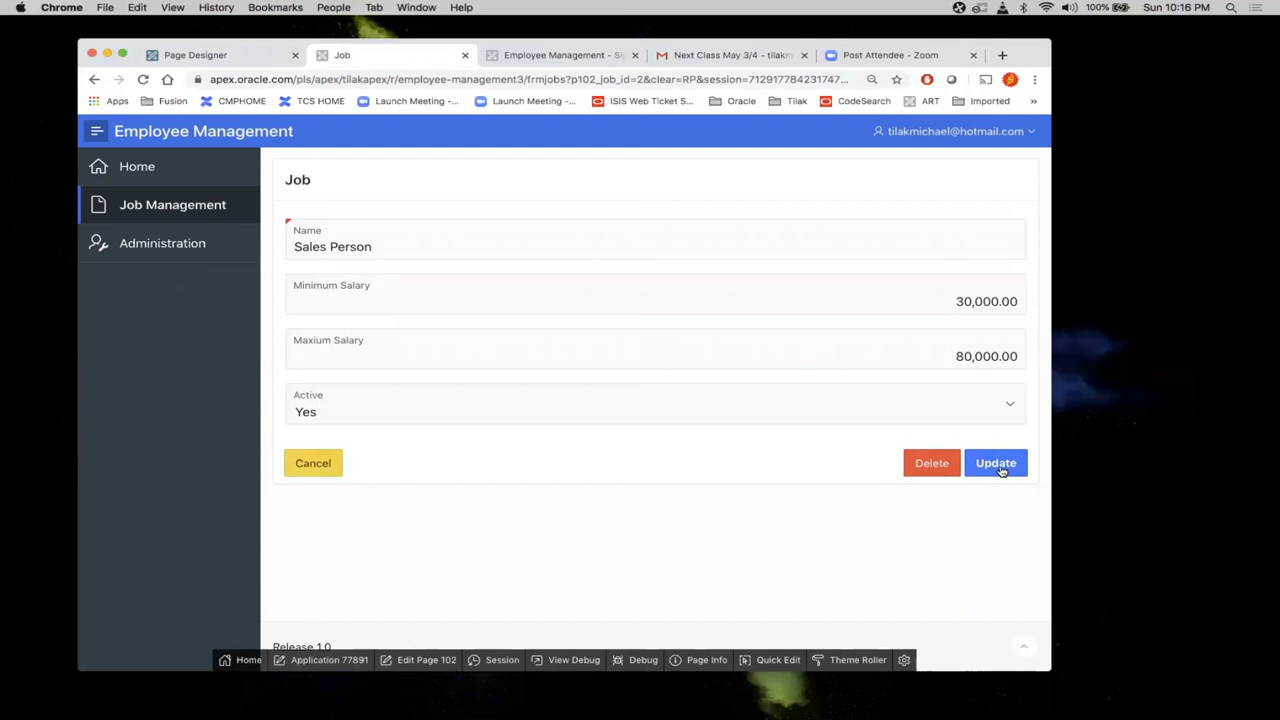 Chrome File Edit View History Bookmarks People Tab Window Help 100% Sun 10:16 PM
Page Designer Job Employee Management - Si Next Class May 3/4 - tilakm Post Attendee - Zoom
apex.oracle.com/pls/apex/tilakapex/r/employee-management3/frmjobs?p102_job_id=2&clear=RP&session=712917784231747...
Apps Fusion CMPHOME TCS HOME Launch Meeting -... Launch Meeting -... ISIS Web Ticket S... Oracle Tilak CodeSearch ART Imported »
Employee Management tilakmichael@hotmail.com
Home
Job Management
Administration
Job
Name
Sales Person
Minimum Salary
30,000.00
Maxium Salary
80,000.00
Active
Yes
Cancel Delete Update
Release 1.0
Home Application 77891 Edit Page 102 Session View Debug Debug Page Info Quick Edit Theme Roller